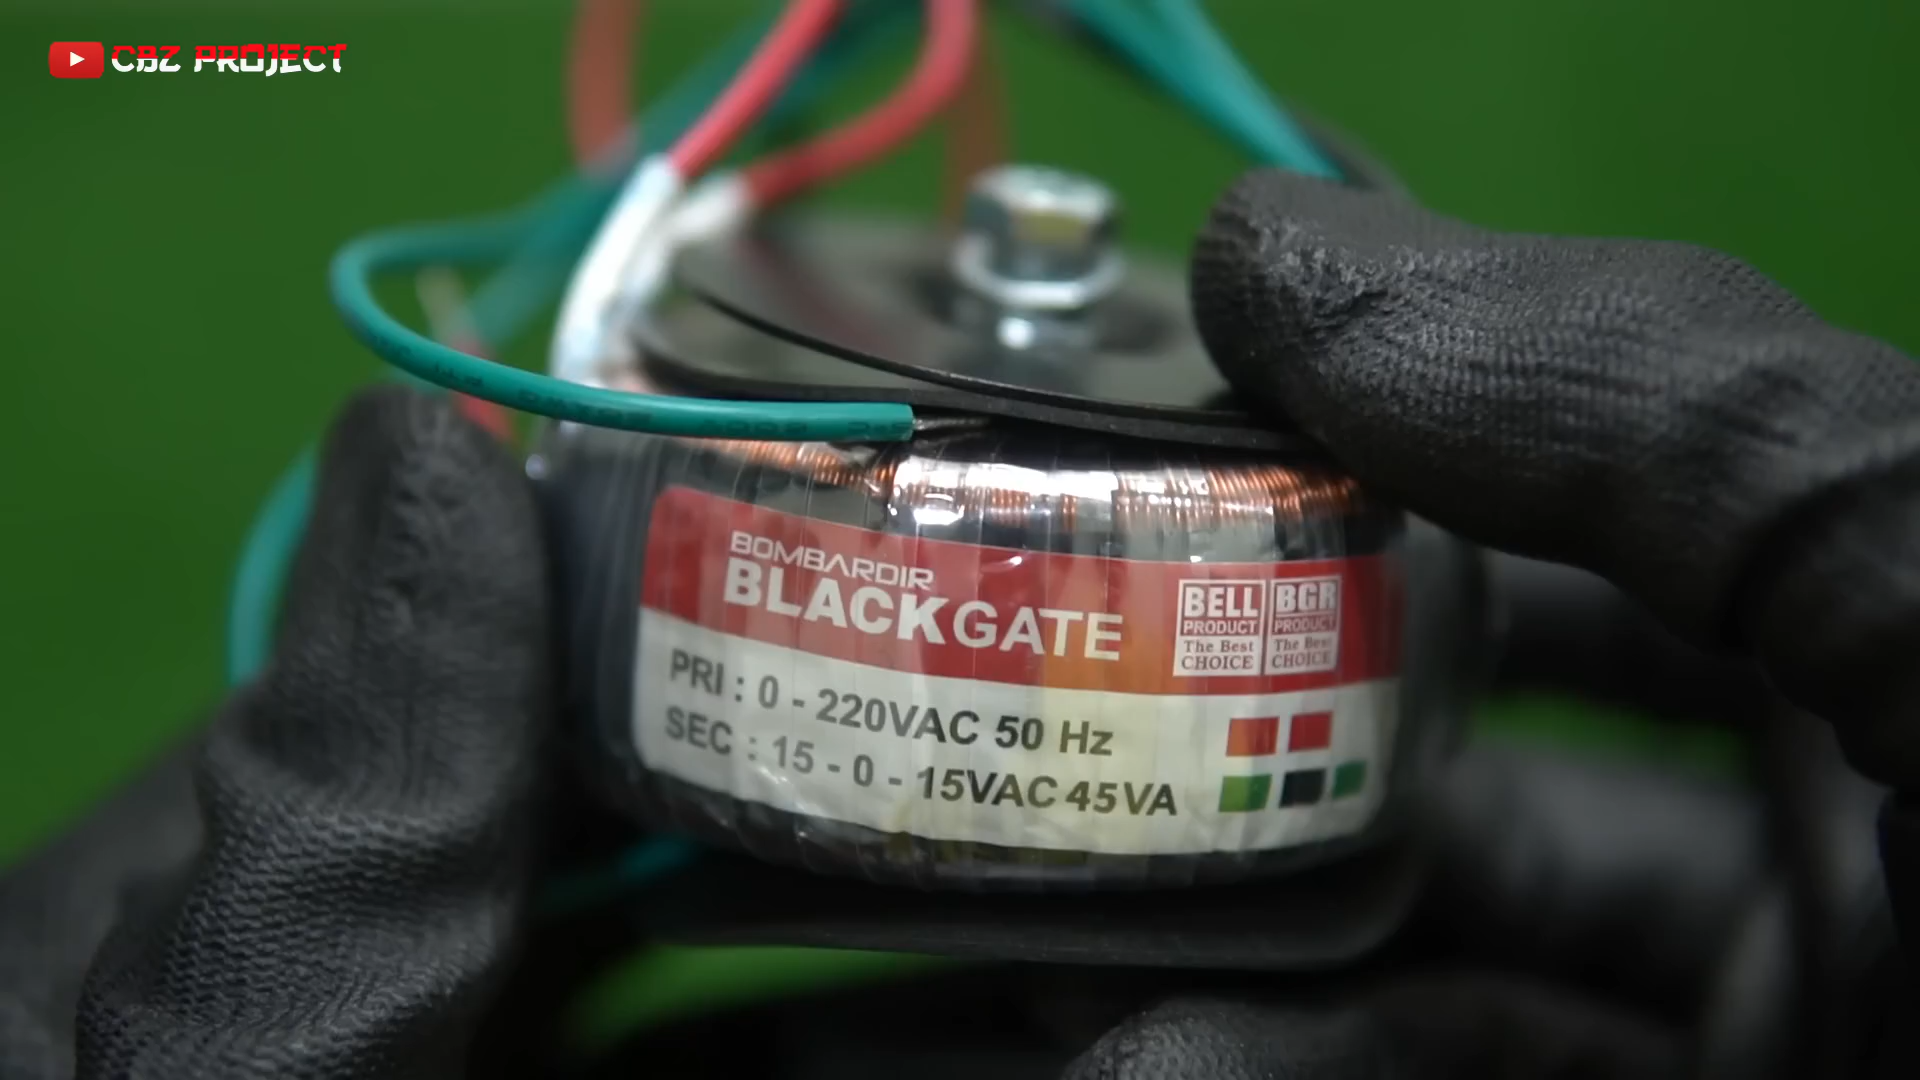 CBZ PROJECT
BOMBARDIR
BLACKGATE
BELL
PRODUCT
The Best
CHOICE
BGR
PRODUCT
The Best
CHOICE
PRI : 0 - 220VAC 50 Hz
SEC : 15 - 0 - 15VAC 45VA